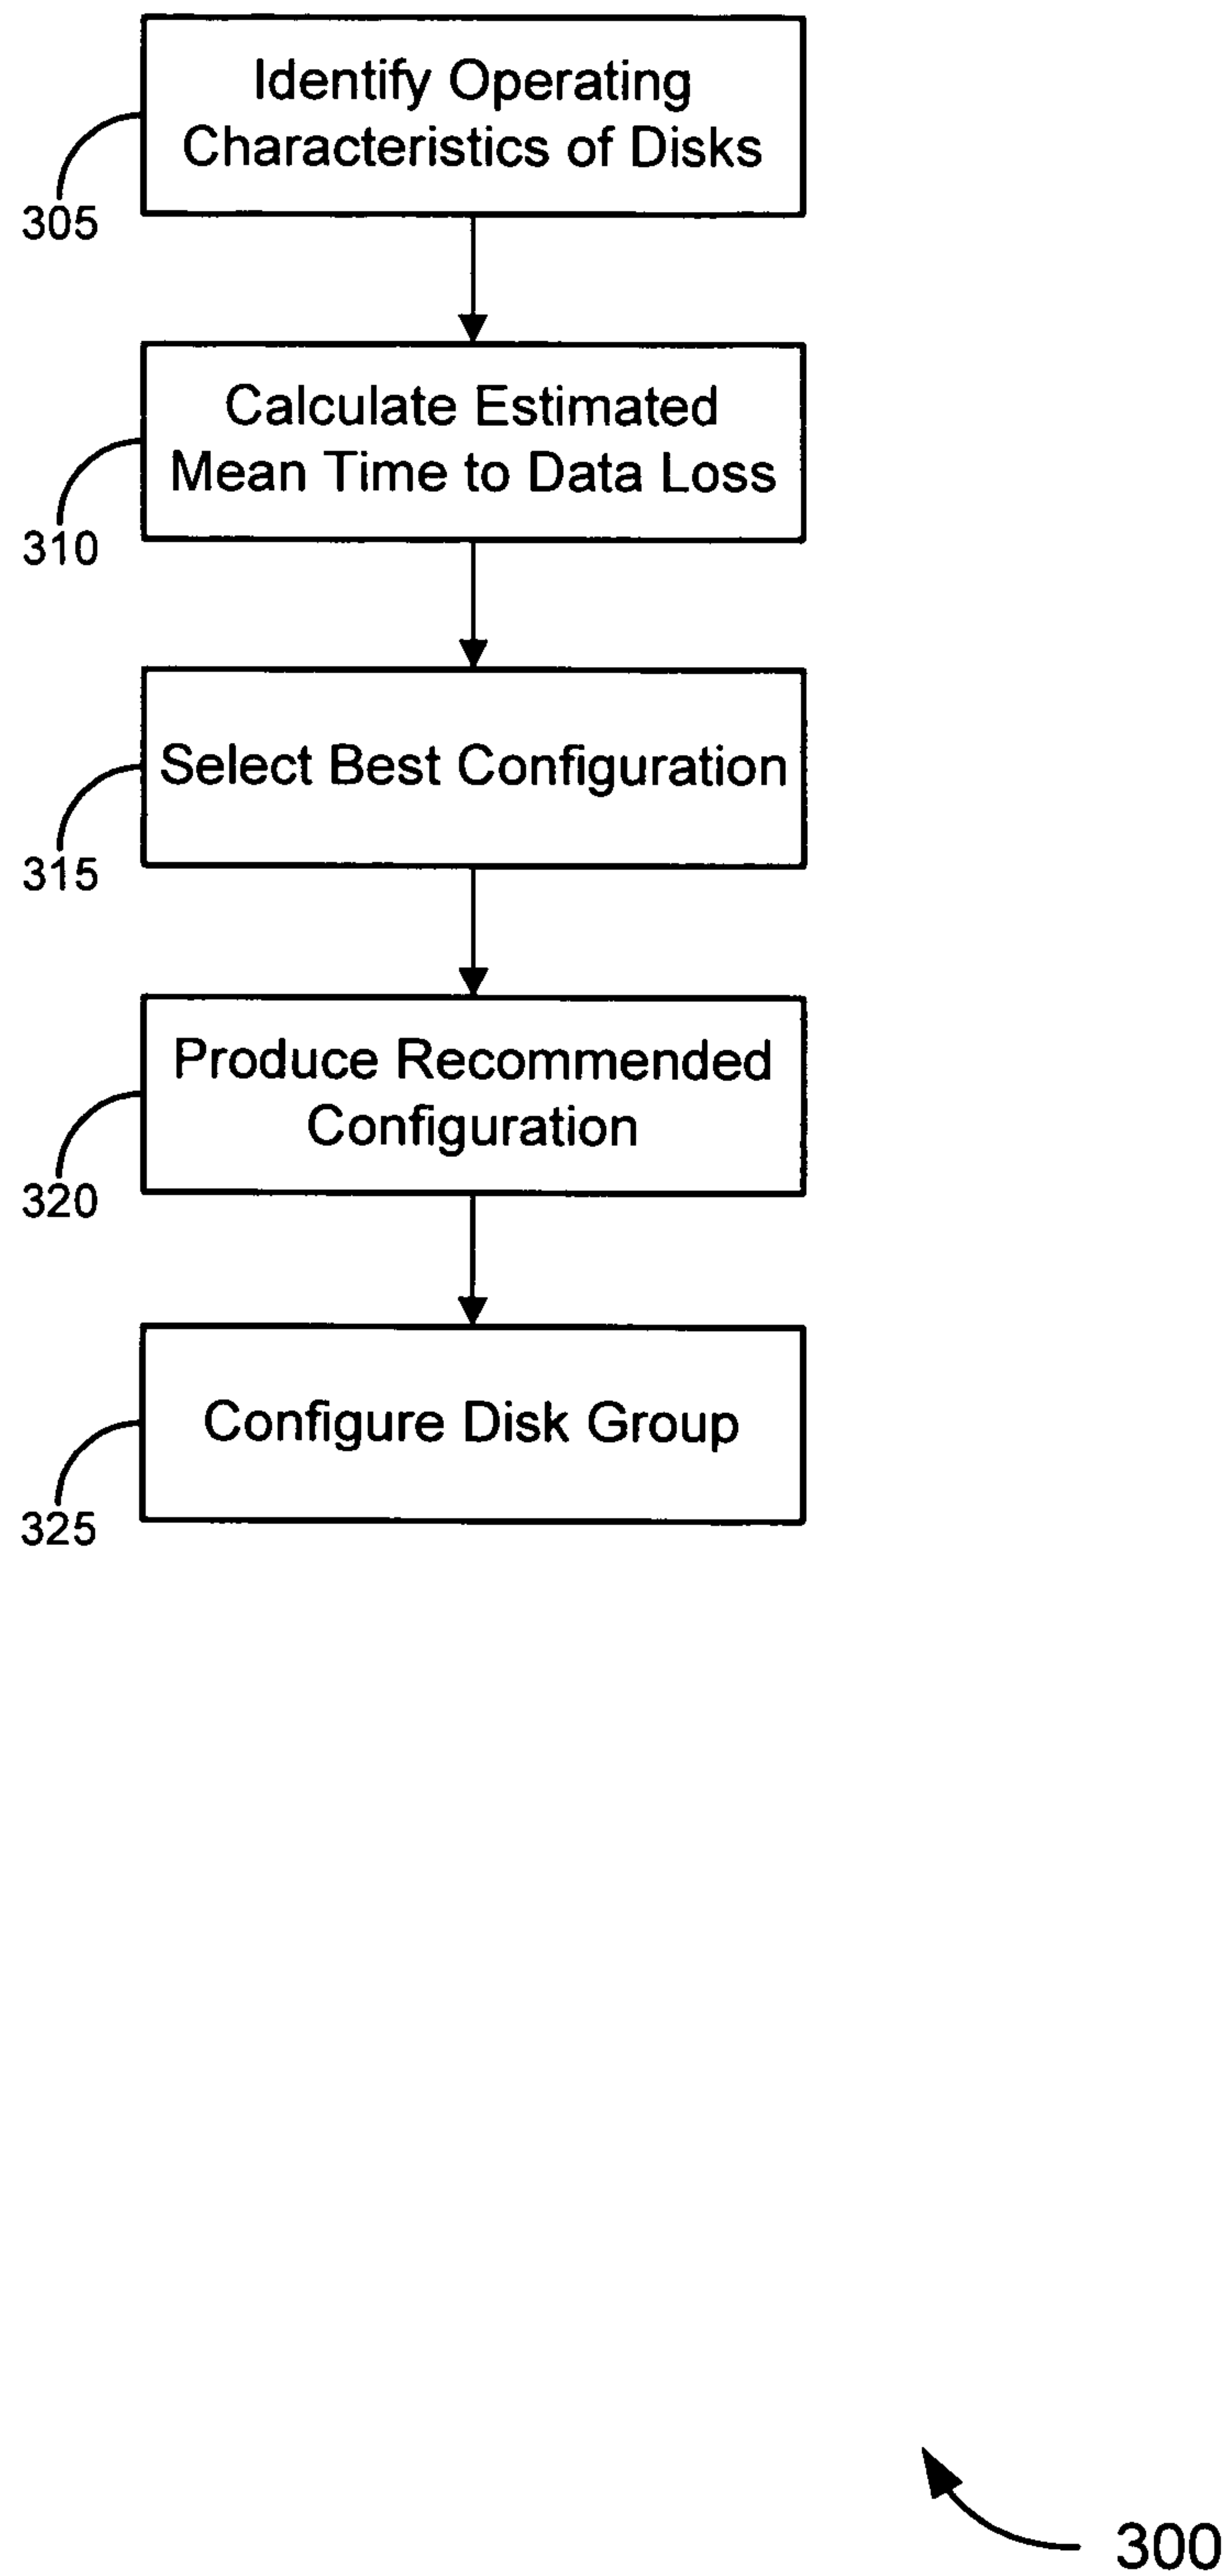 Identify Operating
Characteristics of Disks
305
Calculate Estimated
Mean Time to Data Loss
310
Select Best Configuration
315
Produce Recommended
Configuration
320
Configure Disk Group
325
300